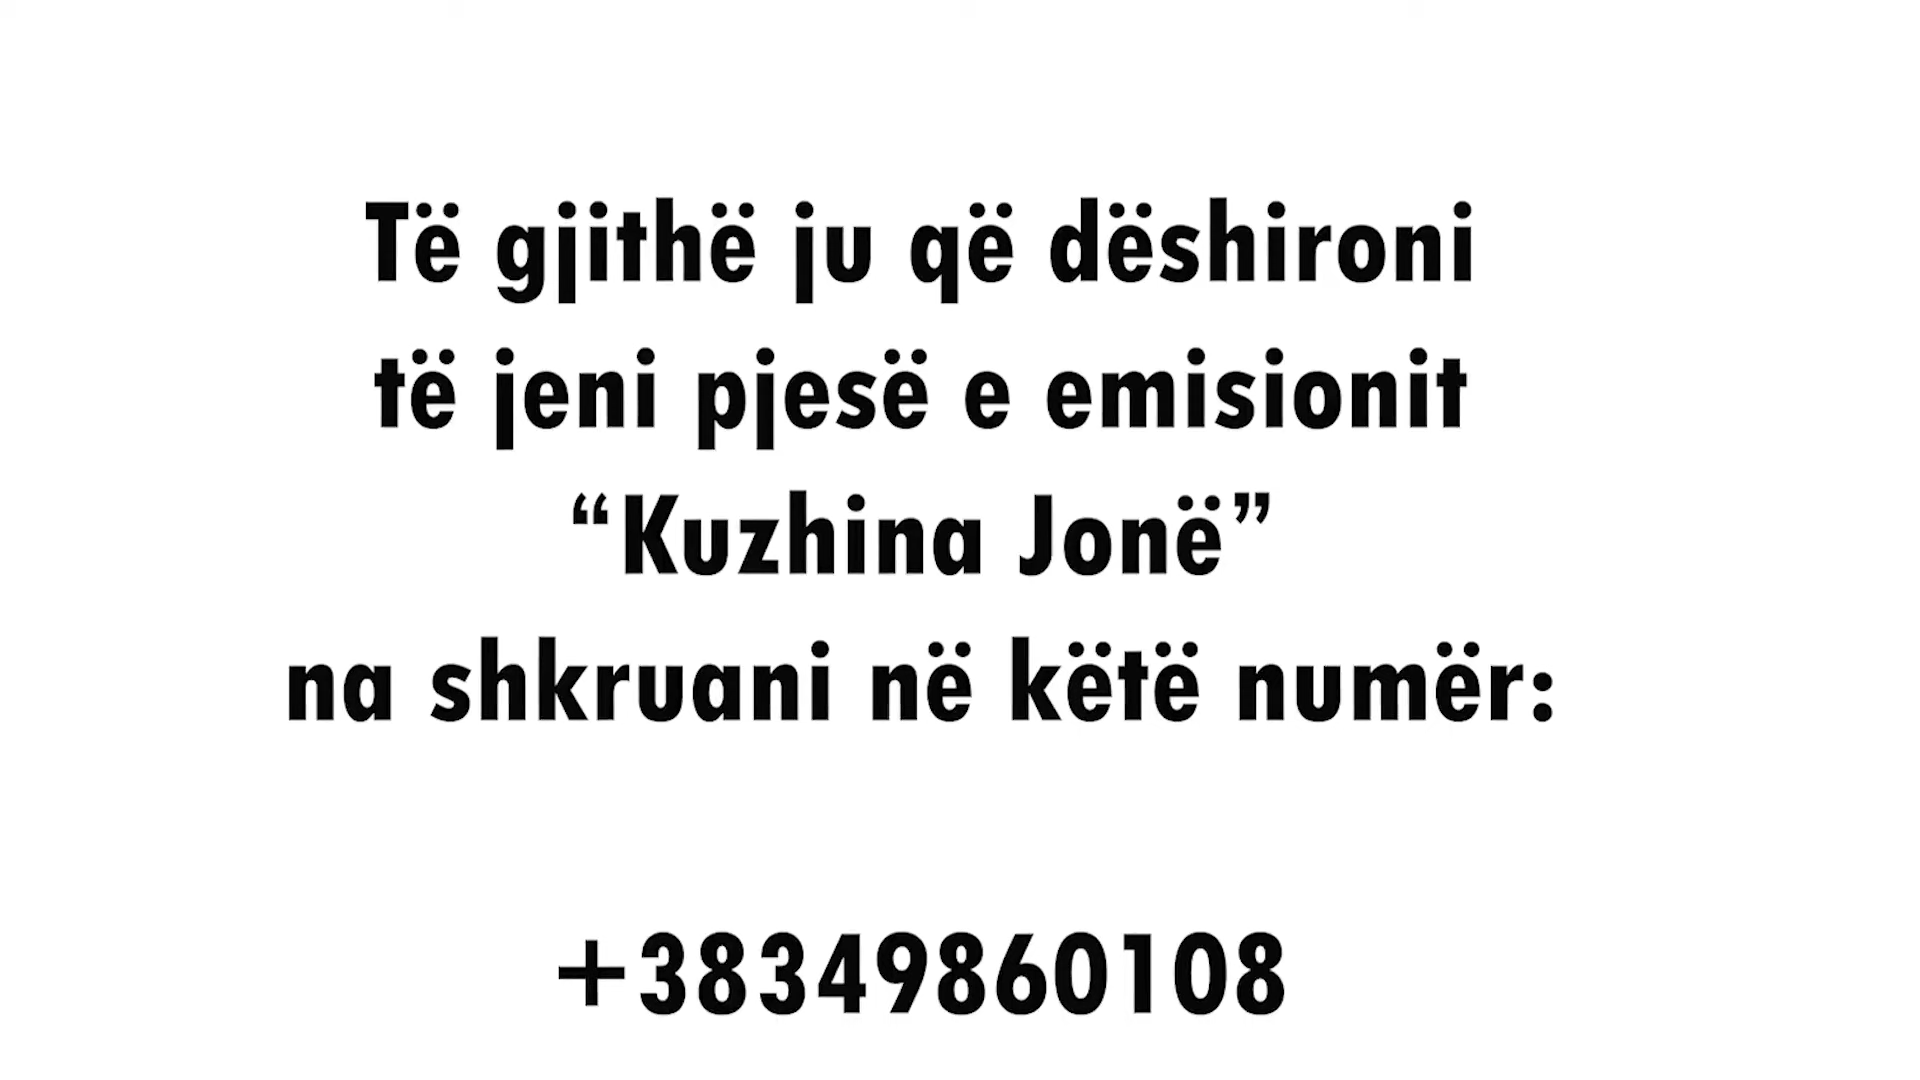 Të gjithë ju që dëshironi
të jeni pjesë e emisionit
“Kuzhina Jonë”
na shkruani në këtë numër:
+38349860108